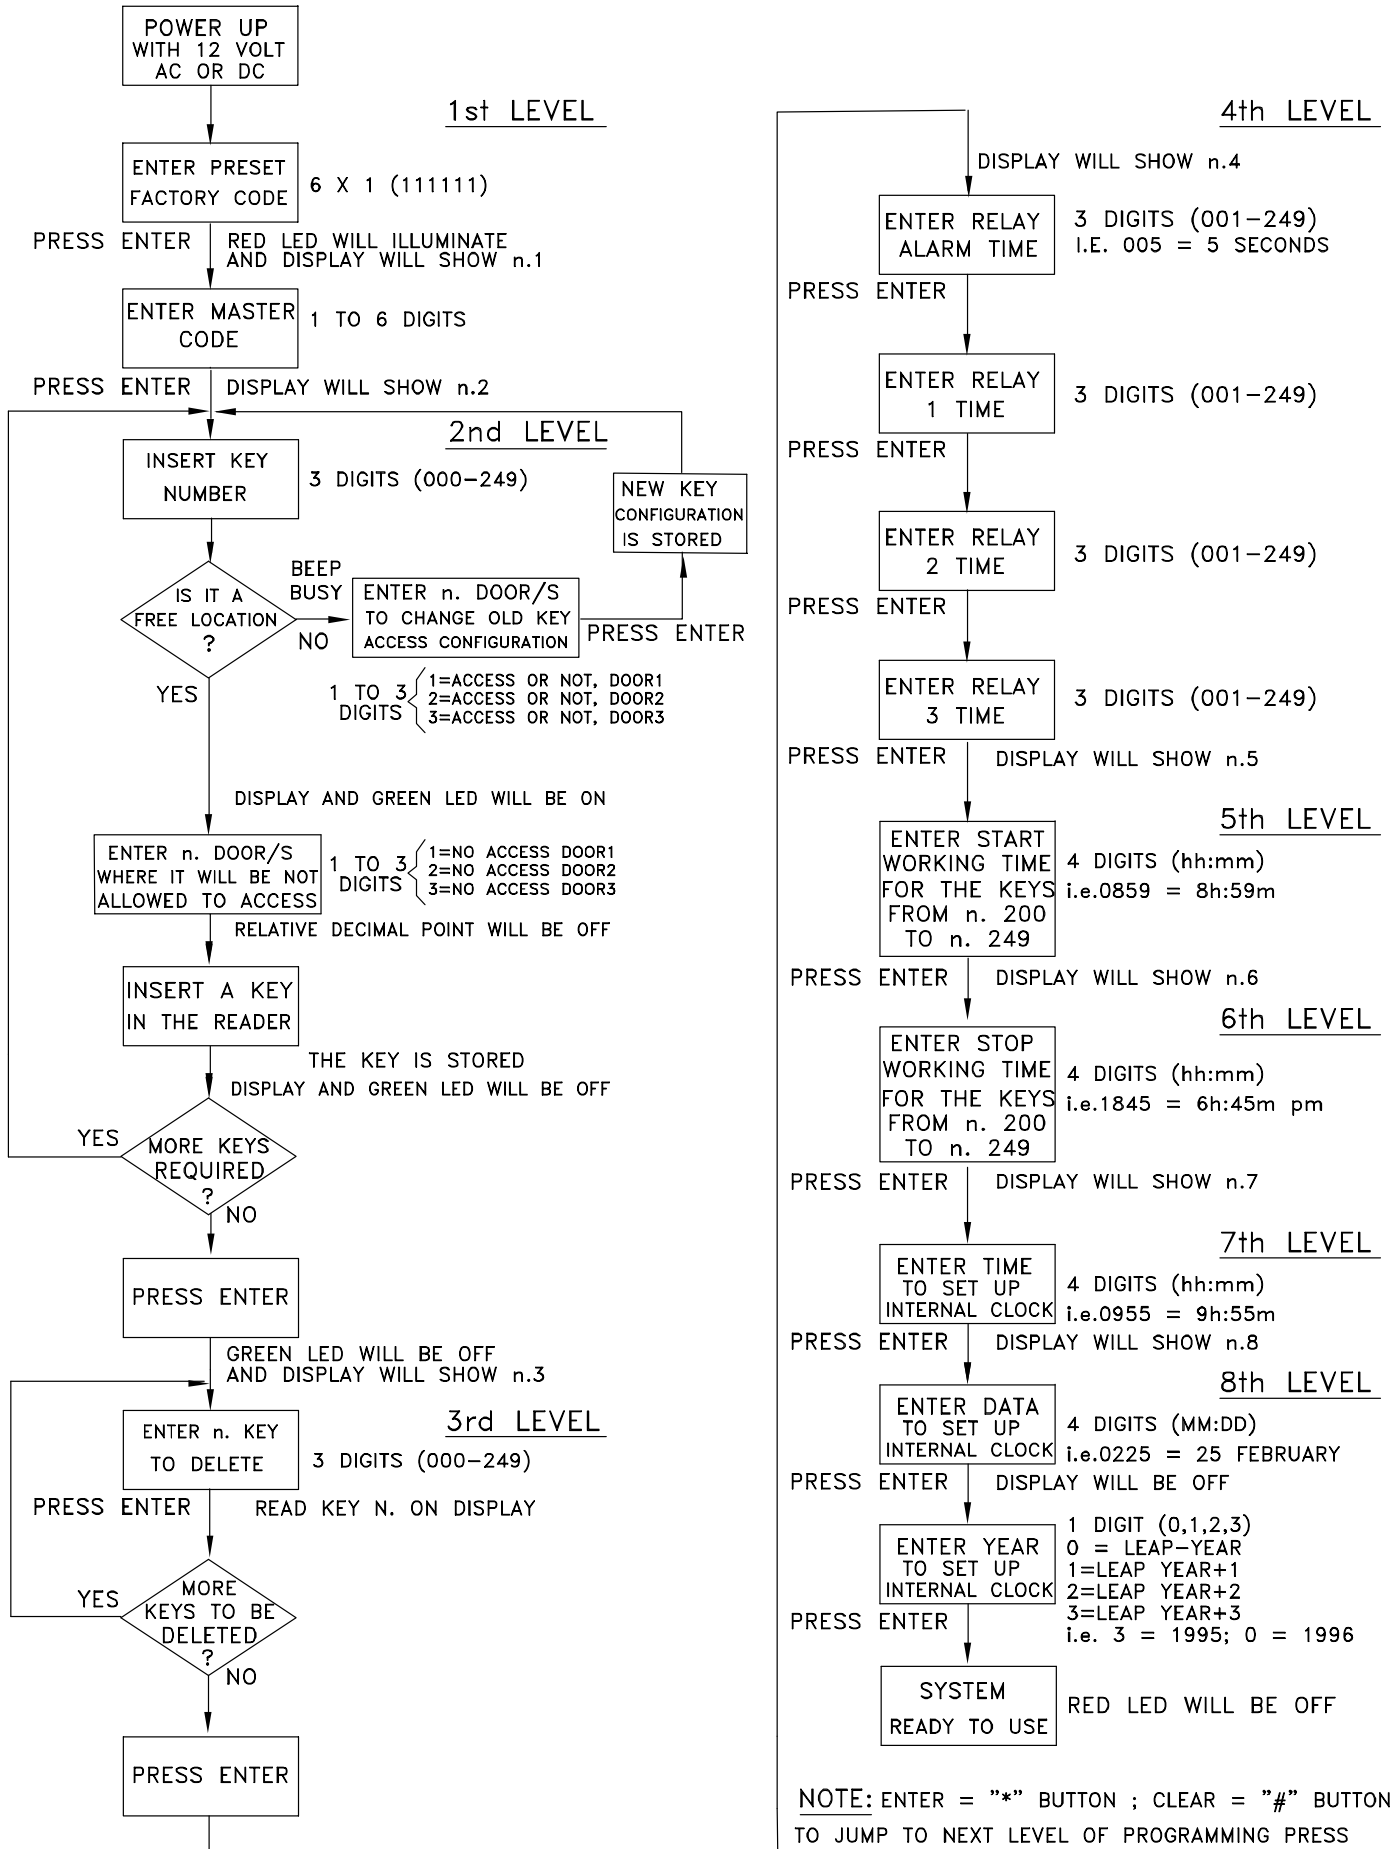 POWER UP
WITH 12 VOLT
AC OR DC
1st LEVEL
ENTER PRESET
FACTORY CODE
6 X 1 (111111)
PRESS ENTER
RED LED WILL ILLUMINATE
AND DISPLAY WILL SHOW n.1
ENTER MASTER
CODE
1 TO 6 DIGITS
PRESS ENTER
DISPLAY WILL SHOW n.2
2nd LEVEL
INSERT KEY
NUMBER
3 DIGITS (000-249)
NEW KEY
CONFIGURATION
IS STORED
IS IT A
FREE LOCATION
?
BEEP
BUSY
NO
ENTER n. DOOR/S
TO CHANGE OLD KEY
ACCESS CONFIGURATION
PRESS ENTER
YES
1 TO 3
DIGITS
1=ACCESS OR NOT, DOOR1
2=ACCESS OR NOT, DOOR2
3=ACCESS OR NOT, DOOR3
DISPLAY AND GREEN LED WILL BE ON
ENTER n. DOOR/S
WHERE IT WILL BE NOT
ALLOWED TO ACCESS
1 TO 3
DIGITS
1=NO ACCESS DOOR1
2=NO ACCESS DOOR2
3=NO ACCESS DOOR3
RELATIVE DECIMAL POINT WILL BE OFF
INSERT A KEY
IN THE READER
THE KEY IS STORED
DISPLAY AND GREEN LED WILL BE OFF
YES
MORE KEYS
REQUIRED
?
NO
PRESS ENTER
GREEN LED WILL BE OFF
AND DISPLAY WILL SHOW n.3
3rd LEVEL
ENTER n. KEY
TO DELETE
3 DIGITS (000-249)
PRESS ENTER
READ KEY N. ON DISPLAY
YES
MORE
KEYS TO BE
DELETED
?
NO
PRESS ENTER
4th LEVEL
DISPLAY WILL SHOW n.4
ENTER RELAY
ALARM TIME
3 DIGITS (001-249)
I.E. 005 = 5 SECONDS
PRESS ENTER
ENTER RELAY
1 TIME
3 DIGITS (001-249)
PRESS ENTER
ENTER RELAY
2 TIME
3 DIGITS (001-249)
PRESS ENTER
ENTER RELAY
3 TIME
3 DIGITS (001-249)
PRESS ENTER
DISPLAY WILL SHOW n.5
5th LEVEL
ENTER START
WORKING TIME
FOR THE KEYS
FROM n. 200
TO n. 249
4 DIGITS (hh:mm)
i.e.0859 = 8h:59m
PRESS ENTER
DISPLAY WILL SHOW n.6
6th LEVEL
ENTER STOP
WORKING TIME
FOR THE KEYS
FROM n. 200
TO n. 249
4 DIGITS (hh:mm)
i.e.1845 = 6h:45m pm
PRESS ENTER
DISPLAY WILL SHOW n.7
7th LEVEL
ENTER TIME
TO SET UP
INTERNAL CLOCK
4 DIGITS (hh:mm)
i.e.0955 = 9h:55m
PRESS ENTER
DISPLAY WILL SHOW n.8
8th LEVEL
ENTER DATA
TO SET UP
INTERNAL CLOCK
4 DIGITS (MM:DD)
i.e.0225 = 25 FEBRUARY
PRESS ENTER
DISPLAY WILL BE OFF
ENTER YEAR
TO SET UP
INTERNAL CLOCK
1 DIGIT (0,1,2,3)
0 = LEAP-YEAR
1=LEAP YEAR+1
2=LEAP YEAR+2
3=LEAP YEAR+3
i.e. 3 = 1995; 0 = 1996
PRESS ENTER
SYSTEM
READY TO USE
RED LED WILL BE OFF
NOTE: ENTER = "*" BUTTON ; CLEAR = "#" BUTTON
TO JUMP TO NEXT LEVEL OF PROGRAMMING PRESS